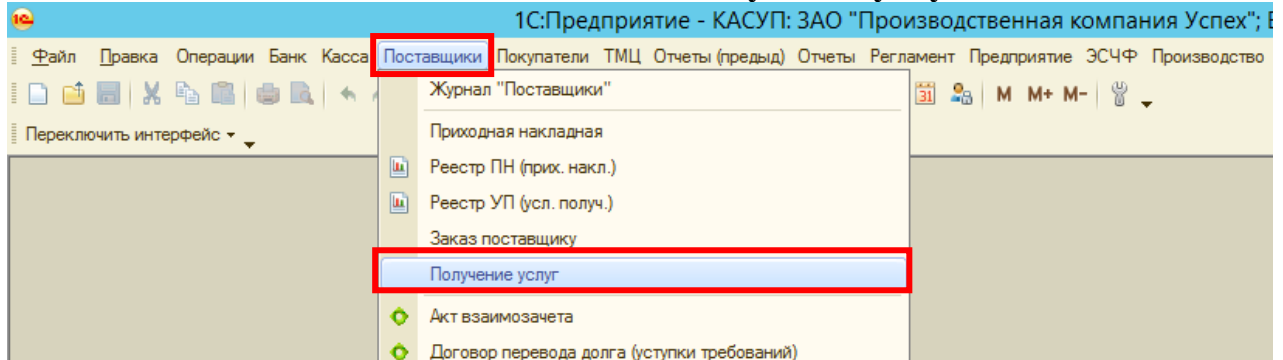 1С:Предприятие - КАСУП: ЗАО "Производственная компания Успех";
Файл Правка Операции Банк Касса Поставщики Покупатели ТМЦ Отчеты (предыд) Отчеты Регламент Предприятие ЭСЧФ Производство
Журнал "Поставщики"
31 M M+ M-
Переключить интерфейс
Приходная накладная
Реестр ПН (прих. накл.)
Реестр УП (усл. получ.)
Заказ поставщику
Получение услуг
Акт взаимозачета
Договор перевода долга (уступки требований)